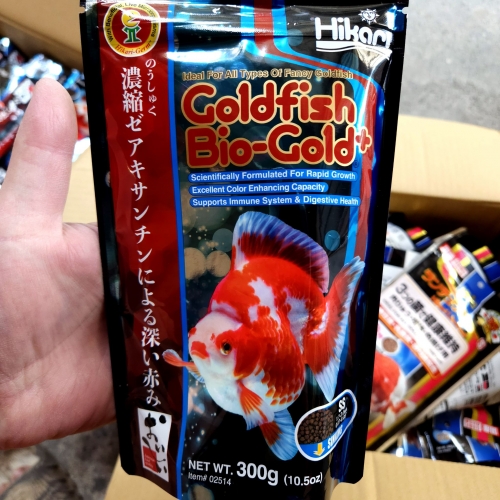 Hikari
のうしゅく
濃縮ゼアキサンチンによる深い赤み
Ideal For All Types Of Fancy Goldfish
Goldfish
Bio-Gold+
Scientifically Formulated For Rapid Growth
Excellent Color Enhancing Capacity
Supports Immune System & Digestive Health
SS
NET WT. 300g (10.5oz)
Item# 02514